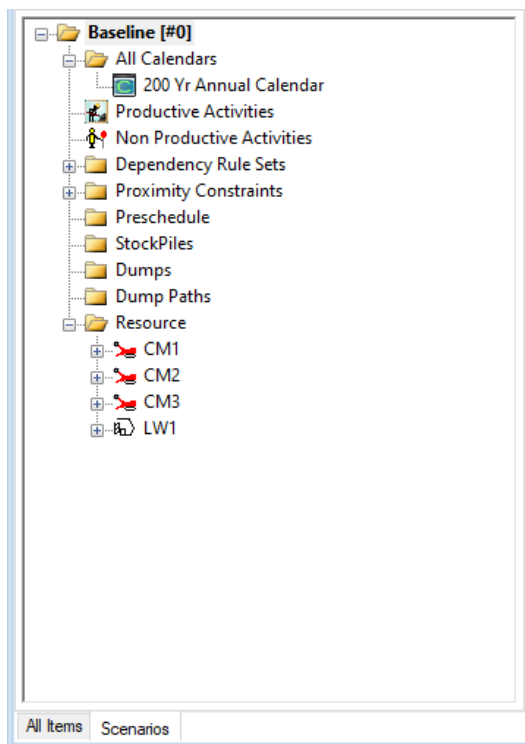 Baseline [#0]
All Calendars
200 Yr Annual Calendar
Productive Activities
Non Productive Activities
Dependency Rule Sets
Proximity Constraints
Preschedule
StockPiles
Dumps
Dump Paths
Resource
CM1
CM2
CM3
LW1
All Items Scenarios